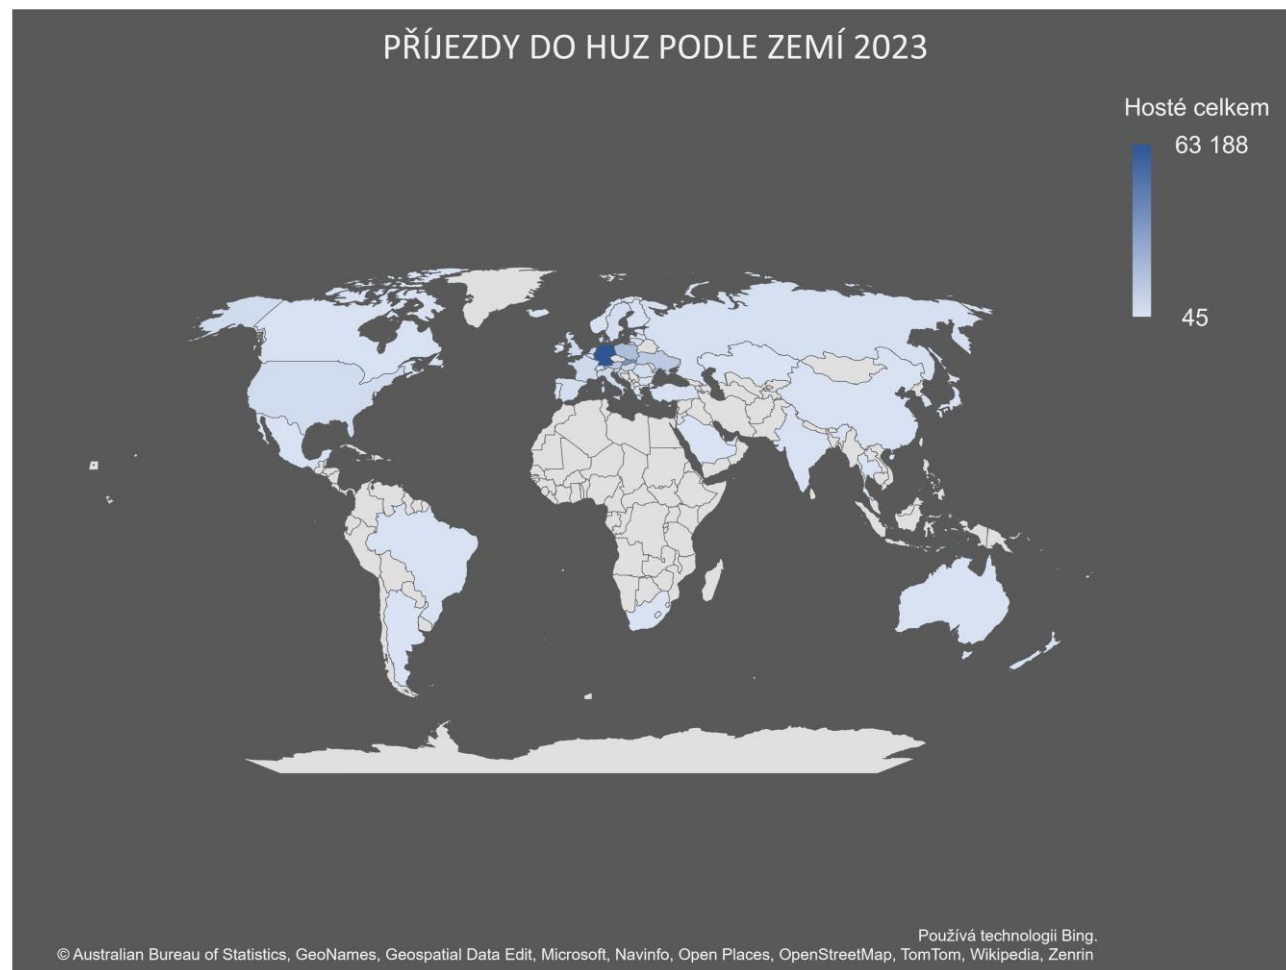 PŘÍJEZDY DO HUZ PODLE ZEMÍ 2023
Hosté celkem
63 188
45
Používá technologii Bing.
© Australian Bureau of Statistics, GeoNames, Geospatial Data Edit, Microsoft, Navinfo, Open Places, OpenStreetMap, TomTom, Wikipedia, Zenrin